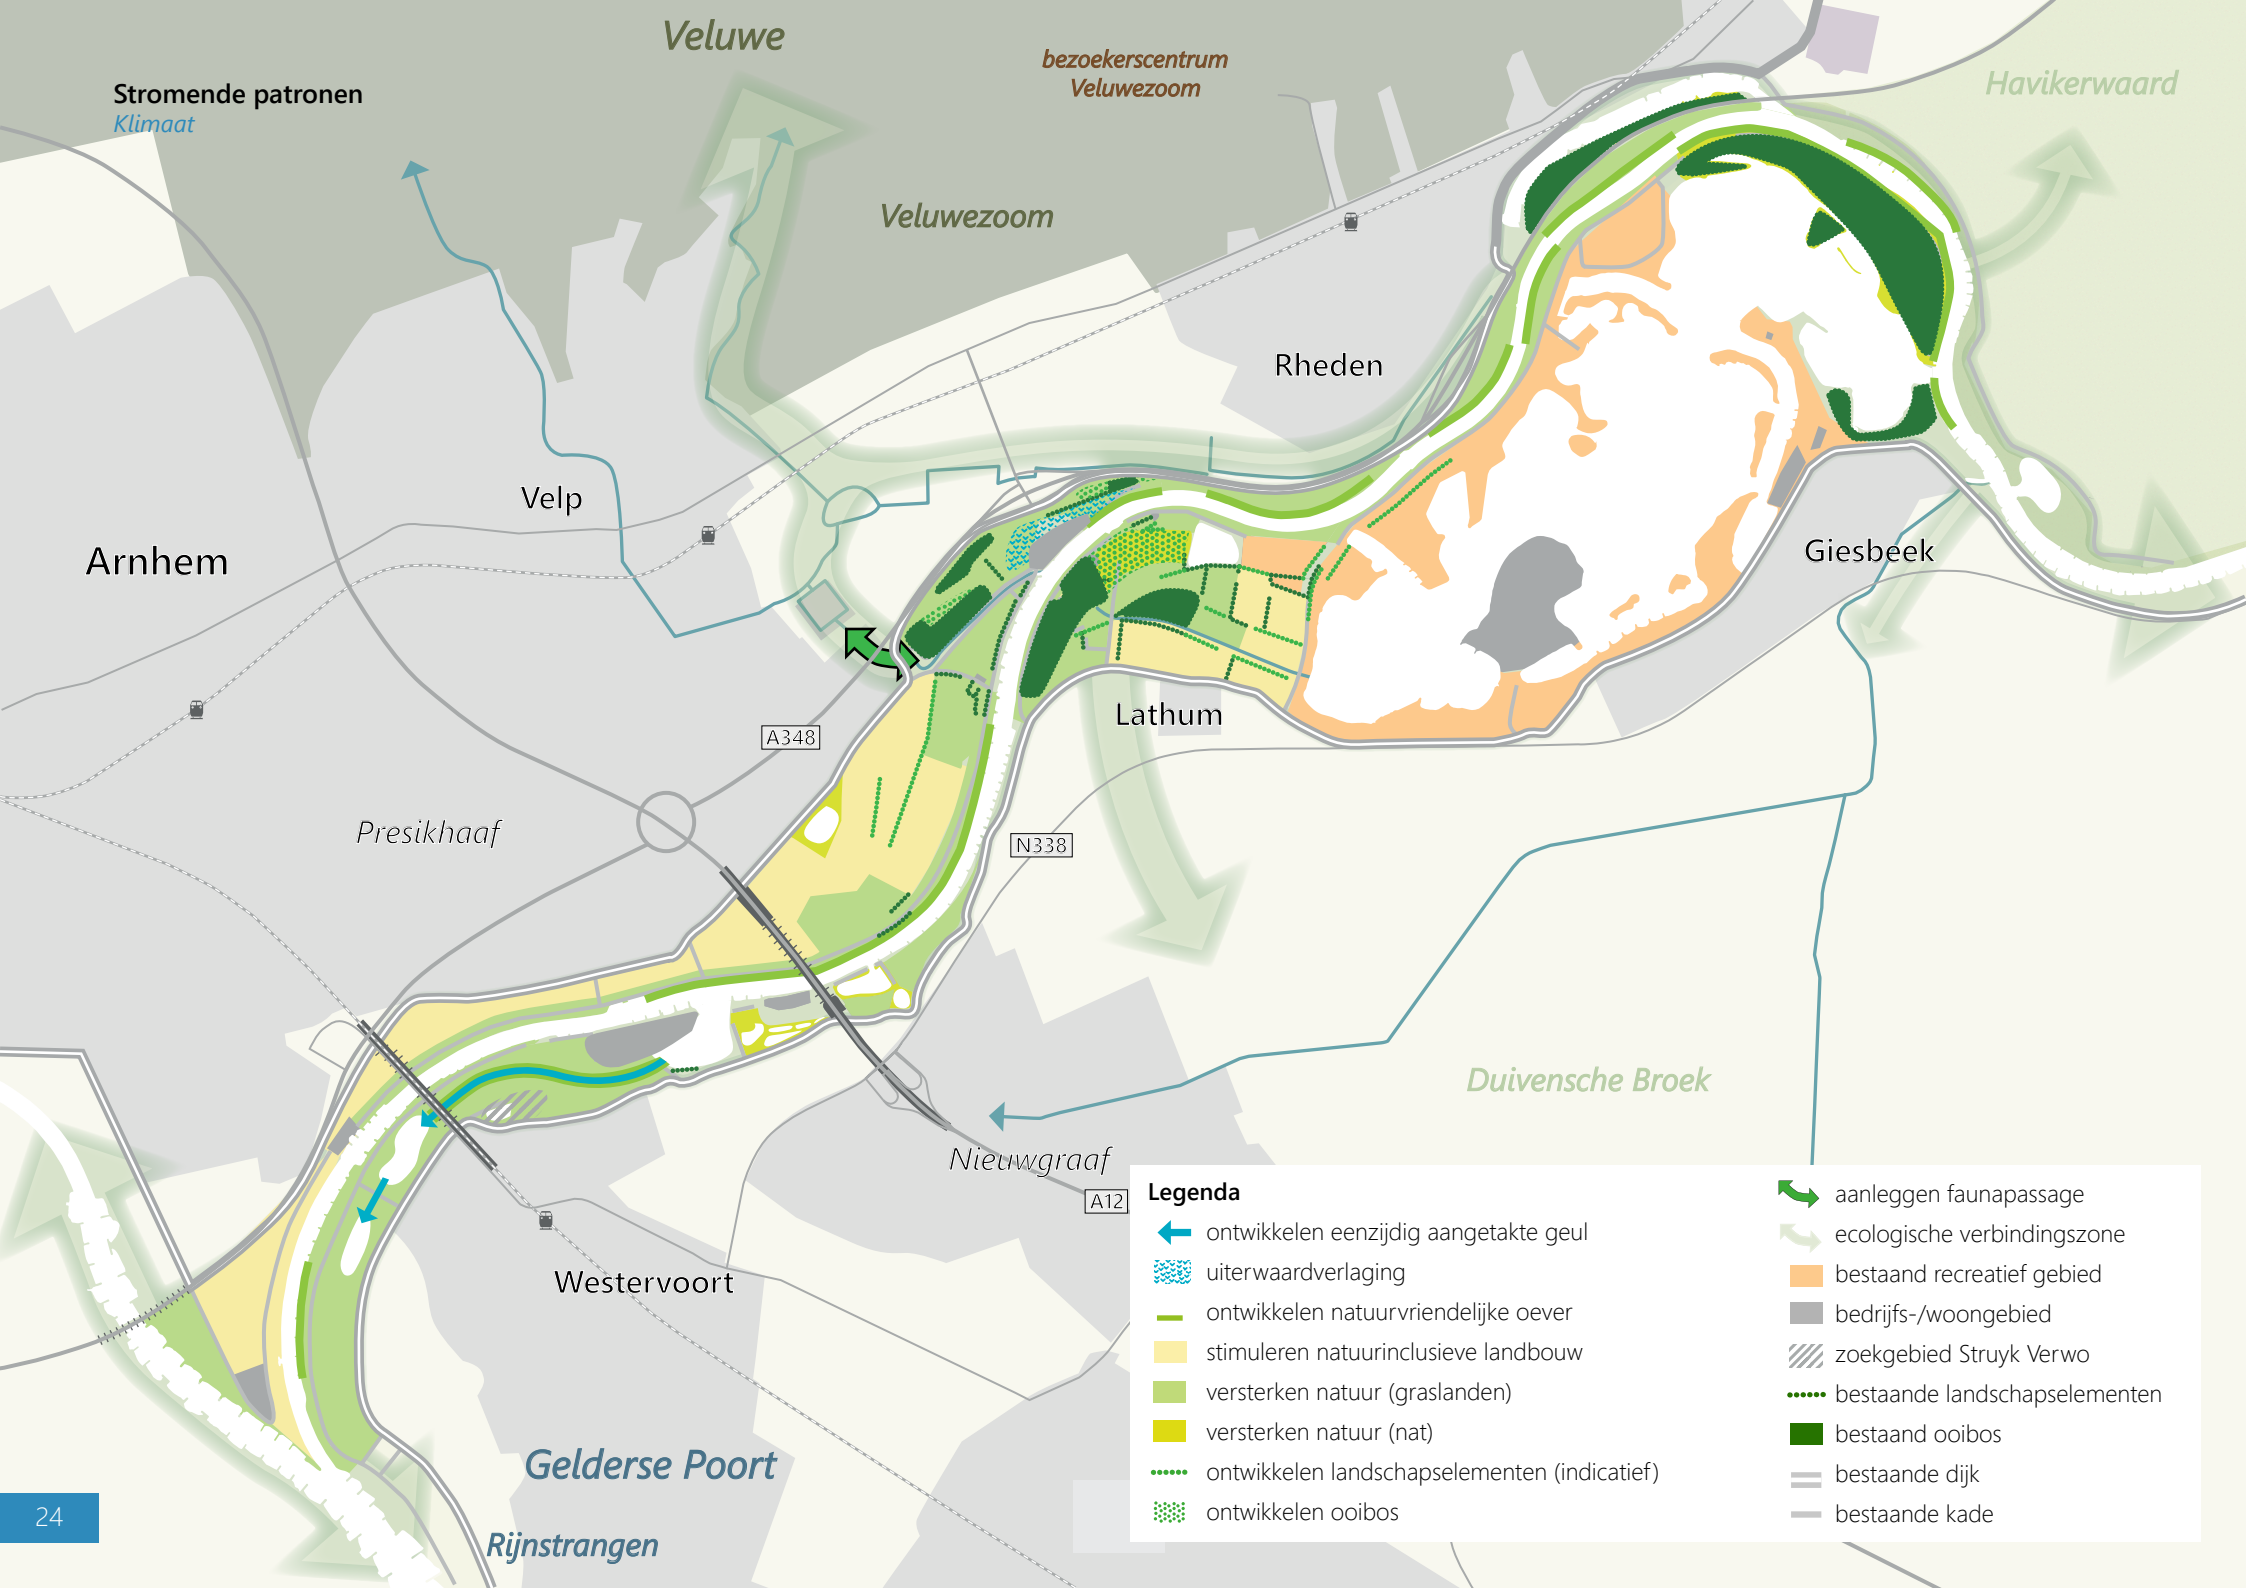 Stromende patronen
Klimaat
Veluwe
bezoekerscentrum
Veluwezoom
Havikerwaard
Veluwezoom
Rheden
Velp
Arnhem
Giesbeek
Lathum
A348
Presikhaaf
N338
Duivensche Broek
Nieuwgraaf
A12
Westervoort
Gelderse Poort
Rijnstrangen
24
Legenda
ontwikkelen eenzijdig aangetakte geul
uiterwaardverlaging
ontwikkelen natuurvriendelijke oever
stimuleren natuurinclusieve landbouw
versterken natuur (graslanden)
versterken natuur (nat)
ontwikkelen landschapselementen (indicatief)
ontwikkelen ooibos
aanleggen faunapassage
ecologische verbindingszone
bestaand recreatief gebied
bedrijfs-/woongebied
zoekgebied Struyk Verwo
bestaande landschapselementen
bestaand ooibos
bestaande dijk
bestaande kade